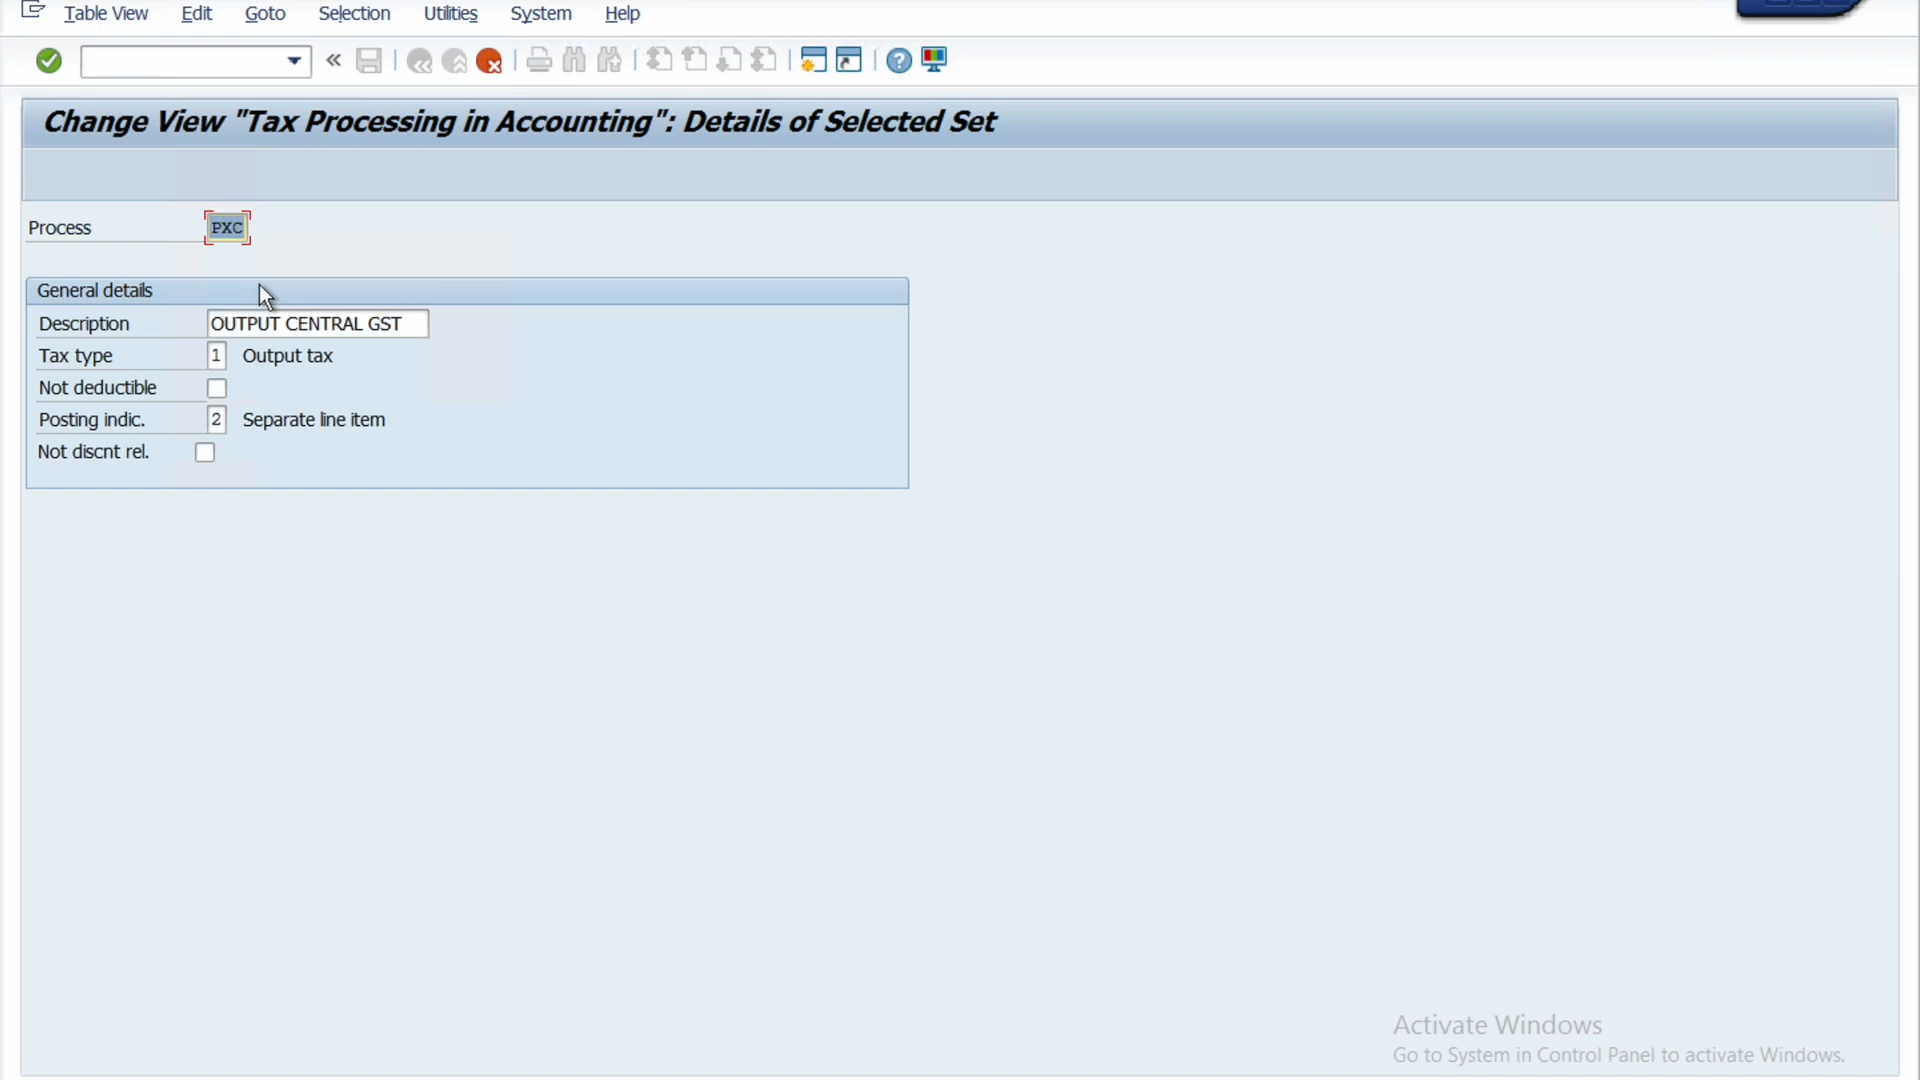 Table View Edit Goto Selection Utilities System Help
Change View "Tax Processing in Accounting": Details of Selected Set
Process PXC
General details
Description OUTPUT CENTRAL GST
Tax type 1 Output tax
Not deductible
Posting indic. 2 Separate line item
Not discnt rel.
Activate Windows
Go to System in Control Panel to activate Windows.